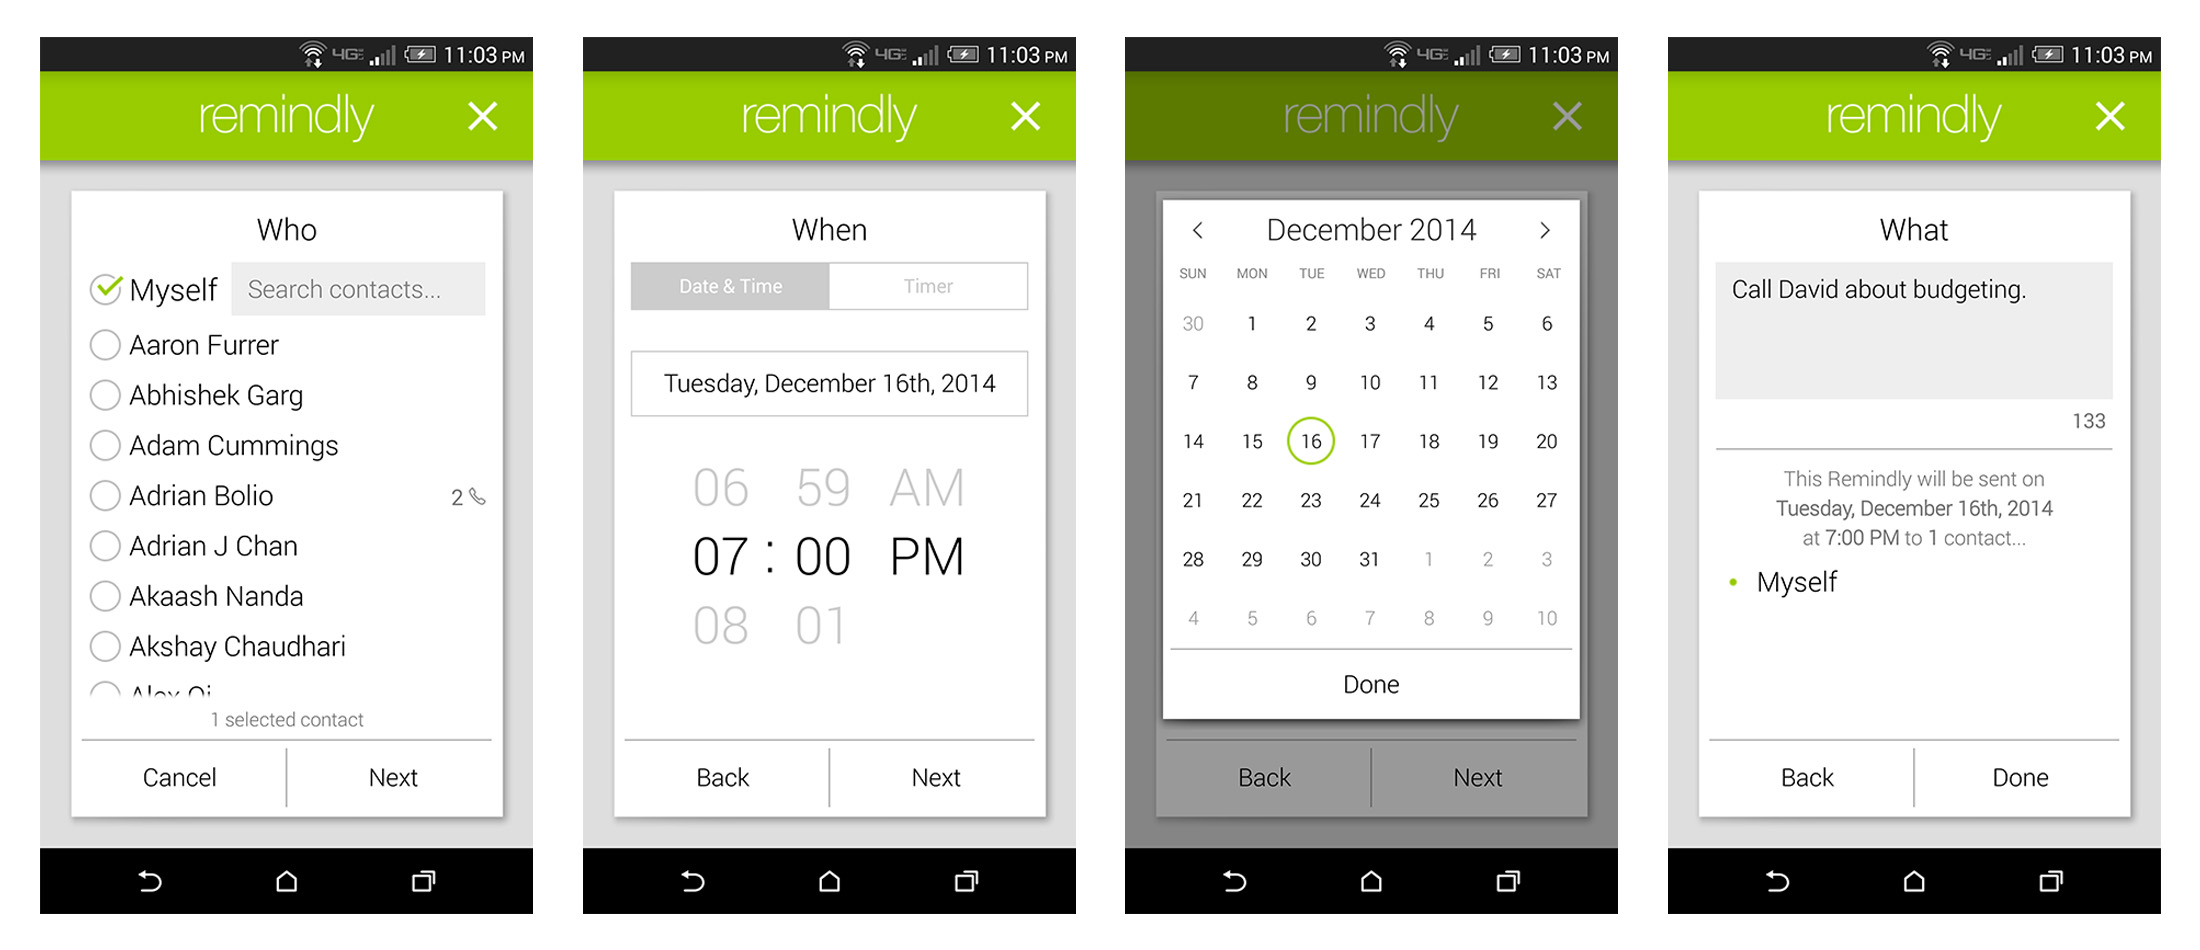 4G 11:03 PM
remindly
Who
Myself Search contacts...
Aaron Furrer
Abhishek Garg
Adam Cummings
Adrian Bolio 2
Adrian J Chan
Akaash Nanda
Akshay Chaudhari
1 selected contact
Cancel Next
4G 11:03 PM
remindly
When
Date & Time Timer
Tuesday, December 16th, 2014
06 59 AM
07 : 00 PM
08 01
Back Next
4G 11:03 PM
remindly
December 2014
SUN MON TUE WED THU FRI SAT
30 1 2 3 4 5 6
7 8 9 10 11 12 13
14 15 16 17 18 19 20
21 22 23 24 25 26 27
28 29 30 31 1 2 3
4 5 6 7 8 9 10
Done
Back Next
4G 11:03 PM
remindly
What
Call David about budgeting.
133
This Remindly will be sent on
Tuesday, December 16th, 2014
at 7:00 PM to 1 contact...
• Myself
Back Done